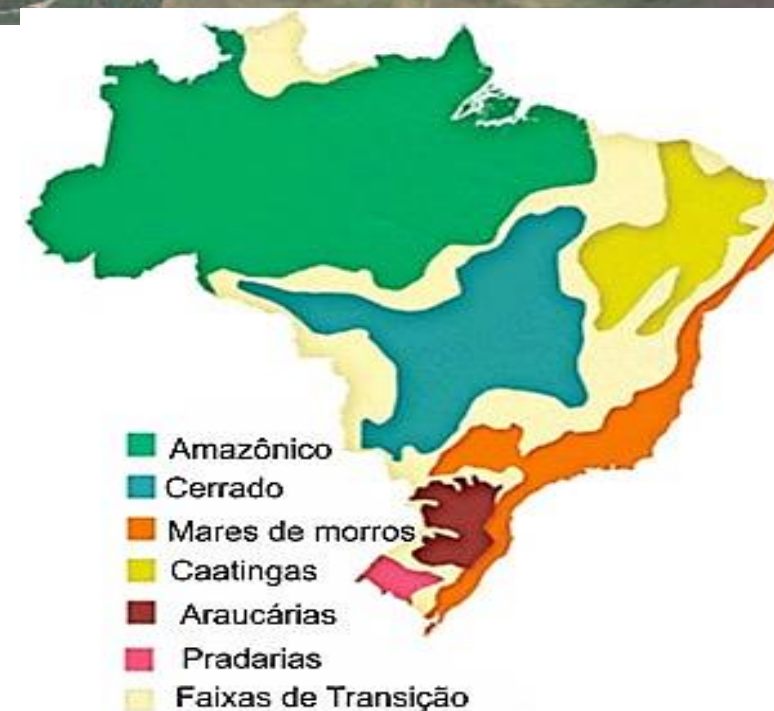 Amazônico
Cerrado
Mares de morros
Caatingas
Araucárias
Pradarias
Faixas de Transição